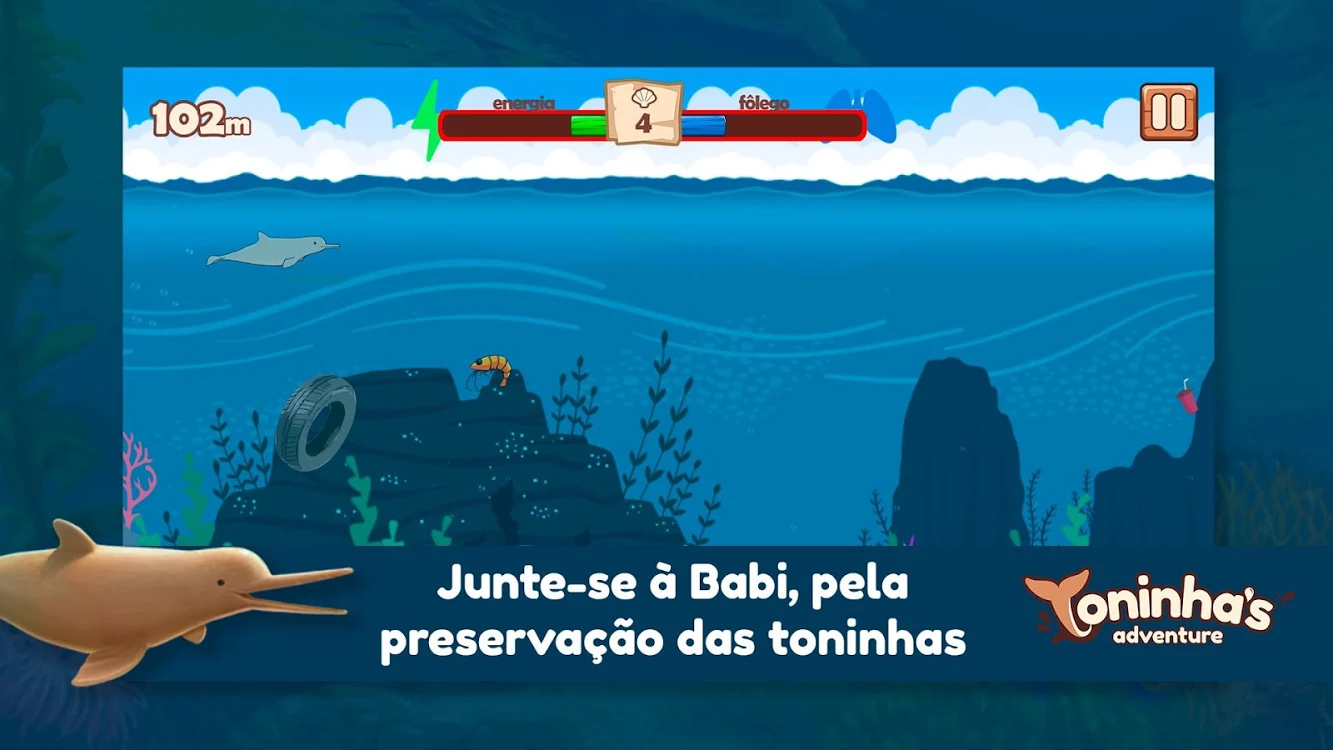 102m
energia
4
fôlego
Junte-se à Babi, pela
preservação das toninhas
Toninha's
adventure